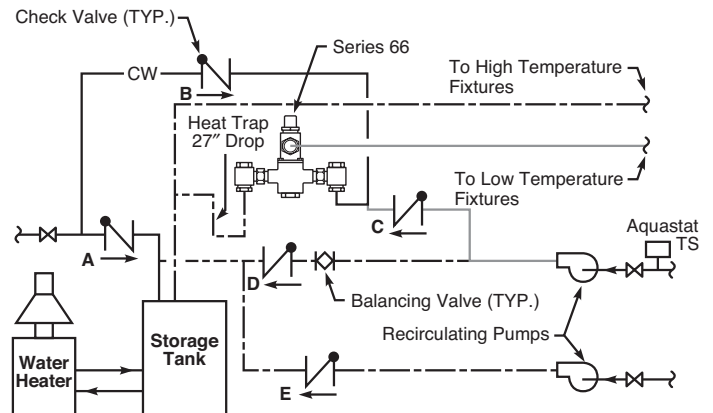 Check Valve (TYP.)
Series 66
CW
To High Temperature
Fixtures
B
Heat Trap
27″ Drop
To Low Temperature
Fixtures
C
A
Aquastat
TS
D
Balancing Valve (TYP.)
Recirculating Pumps
Storage
Tank
Water
Heater
E